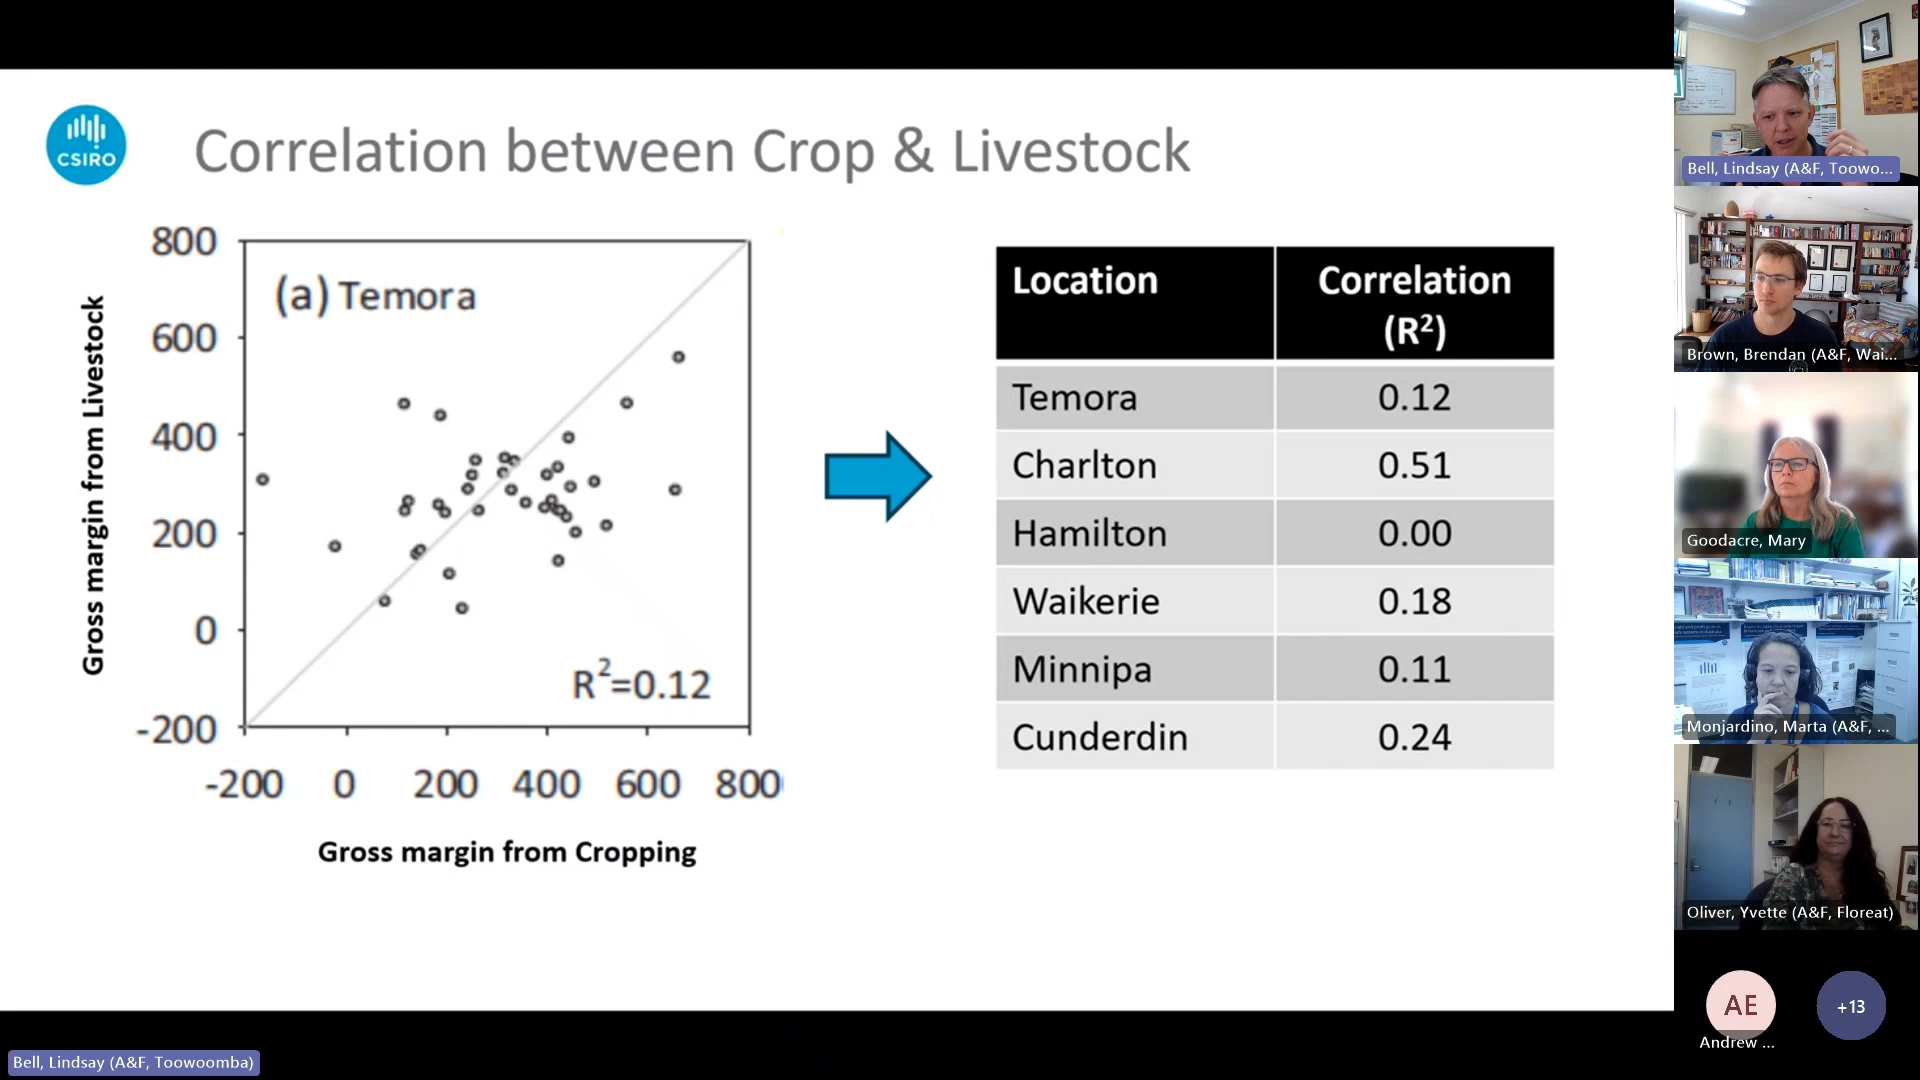 CSIRO
Correlation between Crop & Livestock
Gross margin from Livestock
800
600
400
200
0
-200
(a) Temora
R²=0.12
-200 0 200 400 600 800
Gross margin from Cropping
Location Correlation
(R²)
Temora 0.12
Charlton 0.51
Hamilton 0.00
Waikerie 0.18
Minnipa 0.11
Cunderdin 0.24
Bell, Lindsay (A&F, Toowo...
Brown, Brendan (A&F, Wai...
Goodacre, Mary
Monjardino, Marta (A&F, ...
Oliver, Yvette (A&F, Floreat)
AE
+13
Andrew ...
Bell, Lindsay (A&F, Toowoomba)